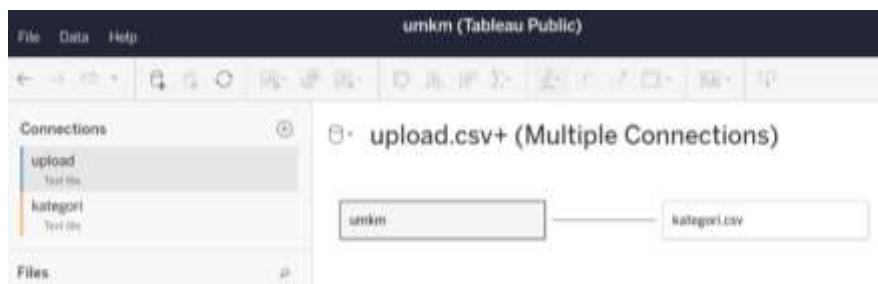 umkm (Tableau Public)
File Data Help
Connections
upload
Text file
kategori
Text file
Files
upload.csv+ (Multiple Connections)
umkm
kategori.csv